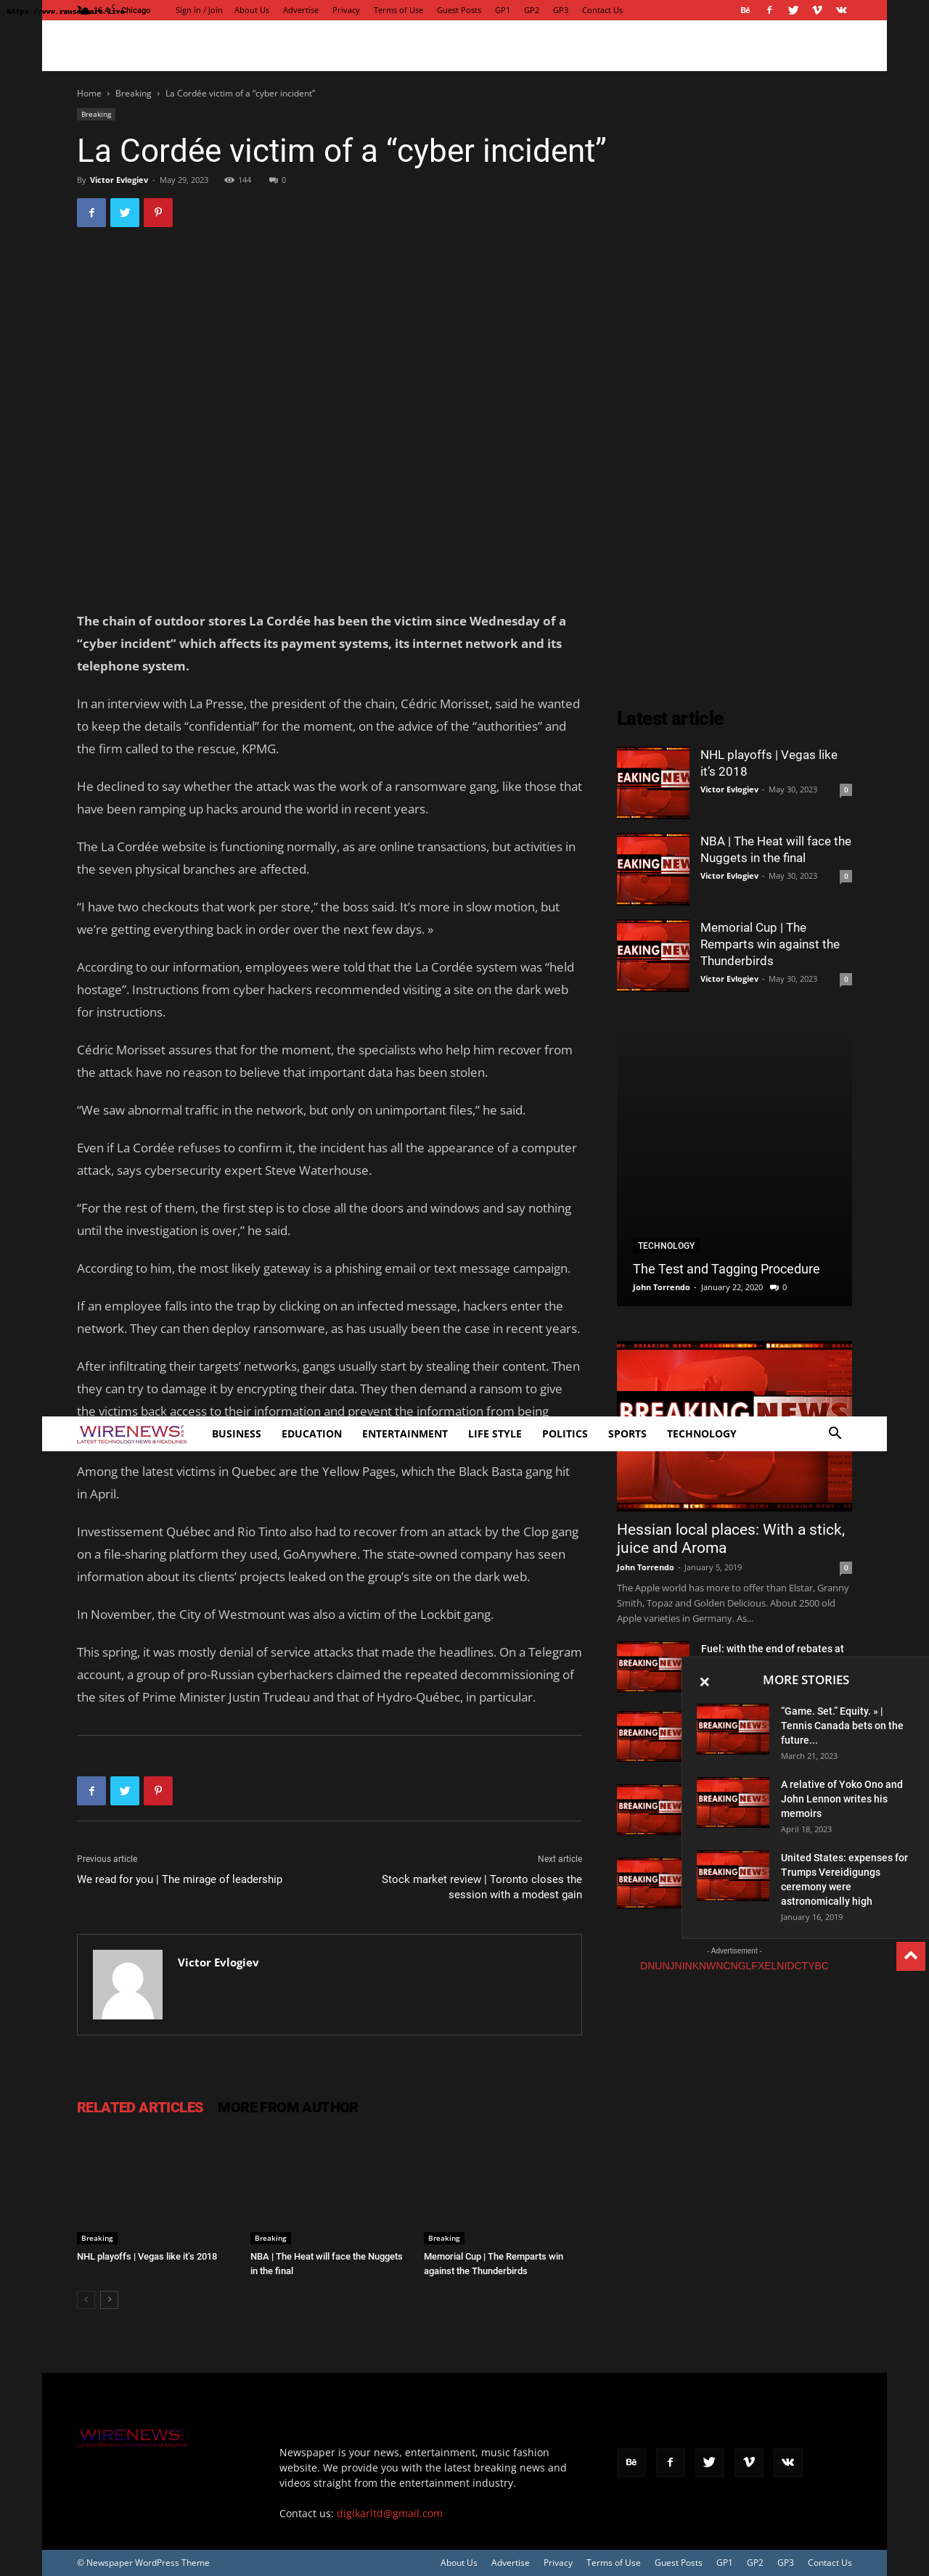 https://www.ransomware.live
Chicago
Sign in / Join
About Us
Advertise
Privacy
Terms of Use
Guest Posts
GP1
GP2
GP3
Contact Us
Home › Breaking › La Cordée victim of a “cyber incident”
Breaking
La Cordée victim of a “cyber incident”
By Victor Evlogiev - May 29, 2023 144 0
The chain of outdoor stores La Cordée has been the victim since Wednesday of a
“cyber incident” which affects its payment systems, its internet network and its
telephone system.
In an interview with La Presse, the president of the chain, Cédric Morisset, said he wanted
to keep the details “confidential” for the moment, on the advice of the “authorities” and
the firm called to the rescue, KPMG.
He declined to say whether the attack was the work of a ransomware gang, like those that
have been ramping up hacks around the world in recent years.
The La Cordée website is functioning normally, as are online transactions, but activities in
the seven physical branches are affected.
“I have two checkouts that work per store,” the boss said. It’s more in slow motion, but
we’re getting everything back in order over the next few days. »
According to our information, employees were told that the La Cordée system was “held
hostage”. Instructions from cyber hackers recommended visiting a site on the dark web
for instructions.
Cédric Morisset assures that for the moment, the specialists who help him recover from
the attack have no reason to believe that important data has been stolen.
“We saw abnormal traffic in the network, but only on unimportant files,” he said.
Even if La Cordée refuses to confirm it, the incident has all the appearance of a computer
attack, says cybersecurity expert Steve Waterhouse.
“For the rest of them, the first step is to close all the doors and windows and say nothing
until the investigation is over,” he said.
According to him, the most likely gateway is a phishing email or text message campaign.
If an employee falls into the trap by clicking on an infected message, hackers enter the
network. They can then deploy ransomware, as has usually been the case in recent years.
After infiltrating their targets’ networks, gangs usually start by stealing their content. Then
they can try to damage it by encrypting their data. They then demand a ransom to give
the victims back access to their information and prevent the information from being
WIRENEWS
LATEST TECHNOLOGY NEWS & HEADLINES
BUSINESS
EDUCATION
ENTERTAINMENT
LIFE STYLE
POLITICS
SPORTS
TECHNOLOGY
Among the latest victims in Quebec are the Yellow Pages, which the Black Basta gang hit
in April.
Investissement Québec and Rio Tinto also had to recover from an attack by the Clop gang
on a file-sharing platform they used, GoAnywhere. The state-owned company has seen
information about its clients’ projects leaked on the group’s site on the dark web.
In November, the City of Westmount was also a victim of the Lockbit gang.
This spring, it was mostly denial of service attacks that made the headlines. On a Telegram
account, a group of pro-Russian cyberhackers claimed the repeated decommissioning of
the sites of Prime Minister Justin Trudeau and that of Hydro-Québec, in particular.
Previous article
We read for you | The mirage of leadership
Next article
Stock market review | Toronto closes the
session with a modest gain
Victor Evlogiev
RELATED ARTICLES
MORE FROM AUTHOR
Breaking
NHL playoffs | Vegas like it’s 2018
Breaking
NBA | The Heat will face the Nuggets
in the final
Breaking
Memorial Cup | The Remparts win
against the Thunderbirds
Latest article
BREAKING NEWS
NHL playoffs | Vegas like
it’s 2018
Victor Evlogiev - May 30, 2023 0
BREAKING NEWS
NBA | The Heat will face the
Nuggets in the final
Victor Evlogiev - May 30, 2023 0
BREAKING NEWS
Memorial Cup | The
Remparts win against the
Thunderbirds
Victor Evlogiev - May 30, 2023 0
TECHNOLOGY
The Test and Tagging Procedure
John Torrendo - January 22, 2020 0
BREAKING NEWS
Hessian local places: With a stick,
juice and Aroma
John Torrendo - January 5, 2019 0
The Apple world has more to offer than Elstar, Granny
Smith, Topaz and Golden Delicious. About 2500 old
Apple varieties in Germany. As...
BREAKING NEWS
Fuel: with the end of rebates at
BREAKING NEWS
BREAKING NEWS
BREAKING NEWS
MORE STORIES
BREAKING NEWS
“Game. Set.” Equity. » |
Tennis Canada bets on the
future...
March 21, 2023
BREAKING NEWS
A relative of Yoko Ono and
John Lennon writes his
memoirs
April 18, 2023
BREAKING NEWS
United States: expenses for
Trumps Vereidigungs
ceremony were
astronomically high
January 16, 2019
- Advertisement -
DNUNJNINKNWNCNGLFXELNIDCTYBC
WIRENEWS
Newspaper is your news, entertainment, music fashion
website. We provide you with the latest breaking news and
videos straight from the entertainment industry.
Contact us: digikarltd@gmail.com
© Newspaper WordPress Theme
About Us
Advertise
Privacy
Terms of Use
Guest Posts
GP1
GP2
GP3
Contact Us